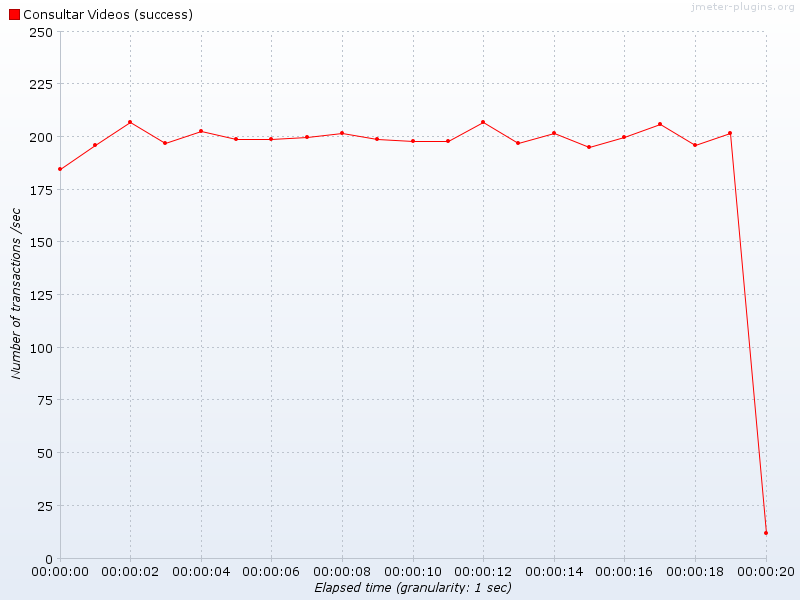 jmeter-plugins.org
Consultar Videos (success)
250
225
200
175
150
125
100
75
50
25
0
Number of transactions /sec
00:00:00 00:00:02 00:00:04 00:00:06 00:00:08 00:00:10 00:00:12 00:00:14 00:00:16 00:00:18 00:00:20
Elapsed time (granularity: 1 sec)